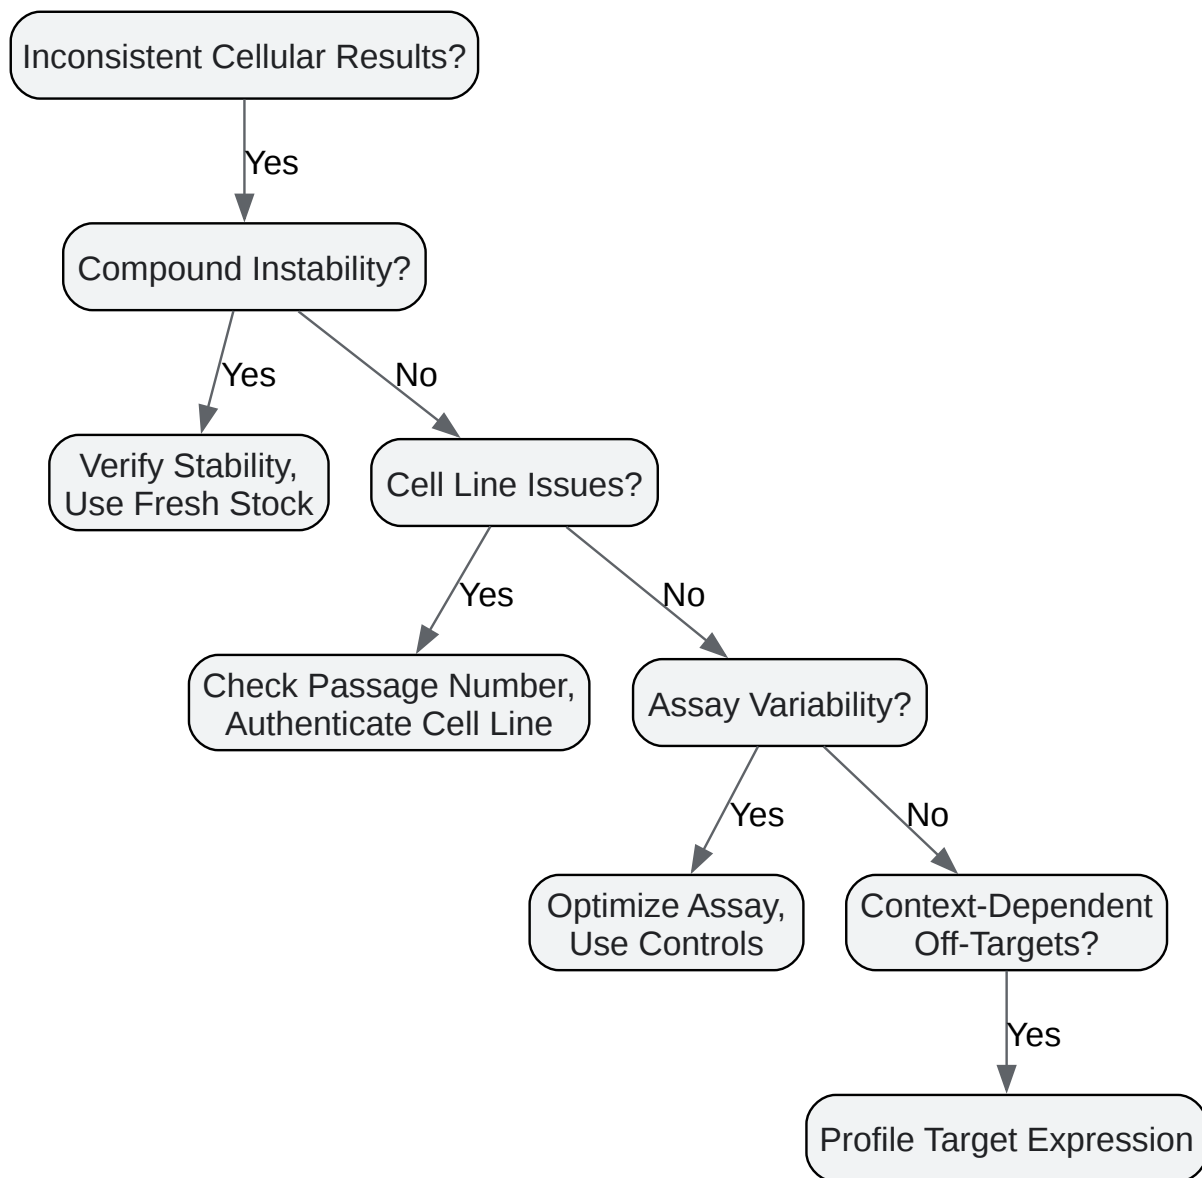 Inconsistent Cellular Results?
Yes
Compound Instability?
Yes
No
Verify Stability,
Use Fresh Stock
Cell Line Issues?
Yes
No
Check Passage Number,
Authenticate Cell Line
Assay Variability?
Yes
No
Optimize Assay,
Use Controls
Context-Dependent
Off-Targets?
Yes
Profile Target Expression